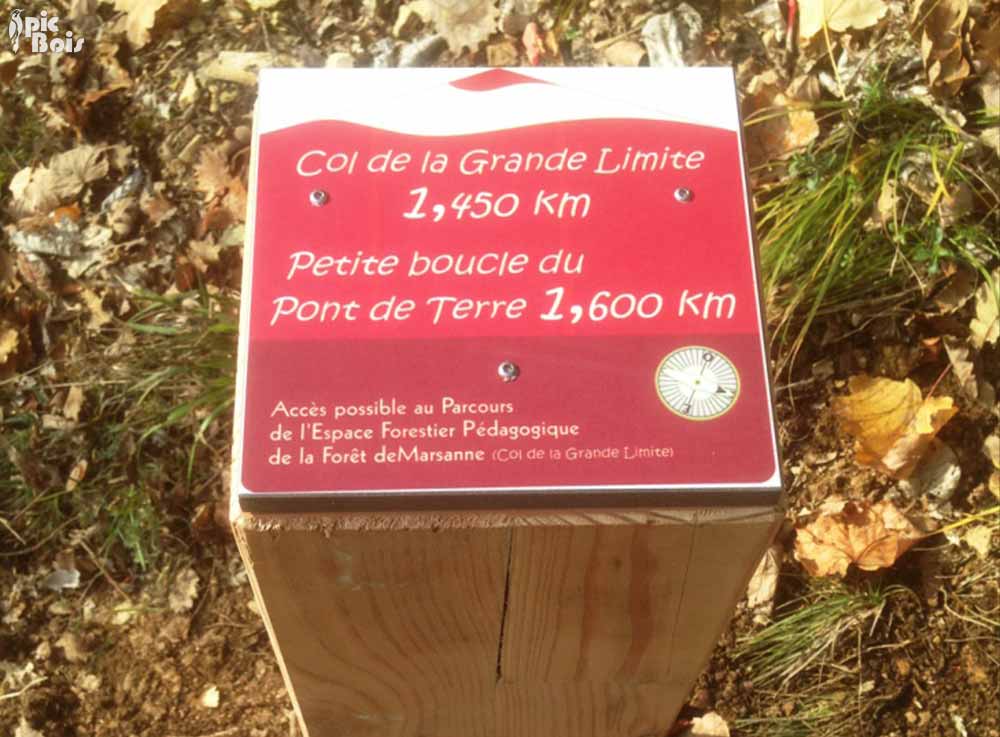 pic
Bois
Col de la Grande Limite
1,450 km
Petite boucle du
Pont de Terre 1,600 km
O
N
E
Accès possible au Parcours
de l'Espace Forestier Pédagogique
de la Forêt deMarsanne (Col de la Grande Limite)